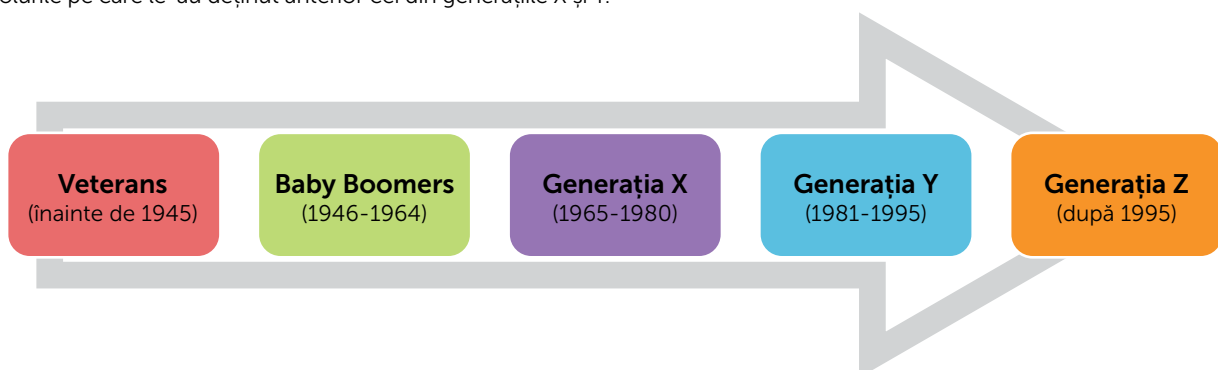 rolurile pe care le-au deținut anterior cei din generațiile X și Y.
Veterans
(înainte de 1945)
Baby Boomers
(1946-1964)
Generația X
(1965-1980)
Generația Y
(1981-1995)
Generația Z
(după 1995)